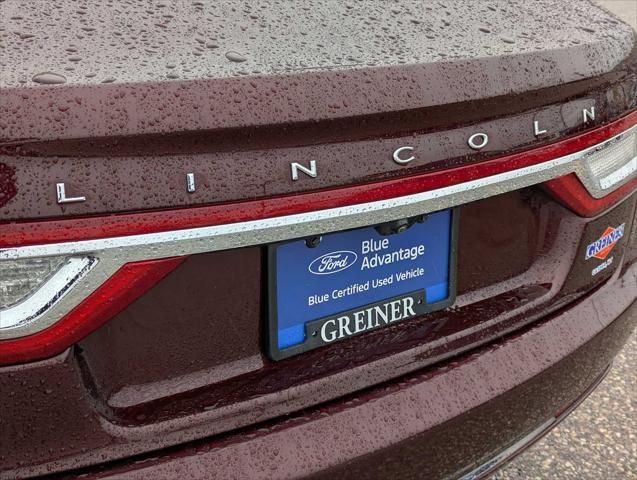 LINCOLN
Ford
Blue
Advantage
Blue Certified Used Vehicle
GREINER
GREINER